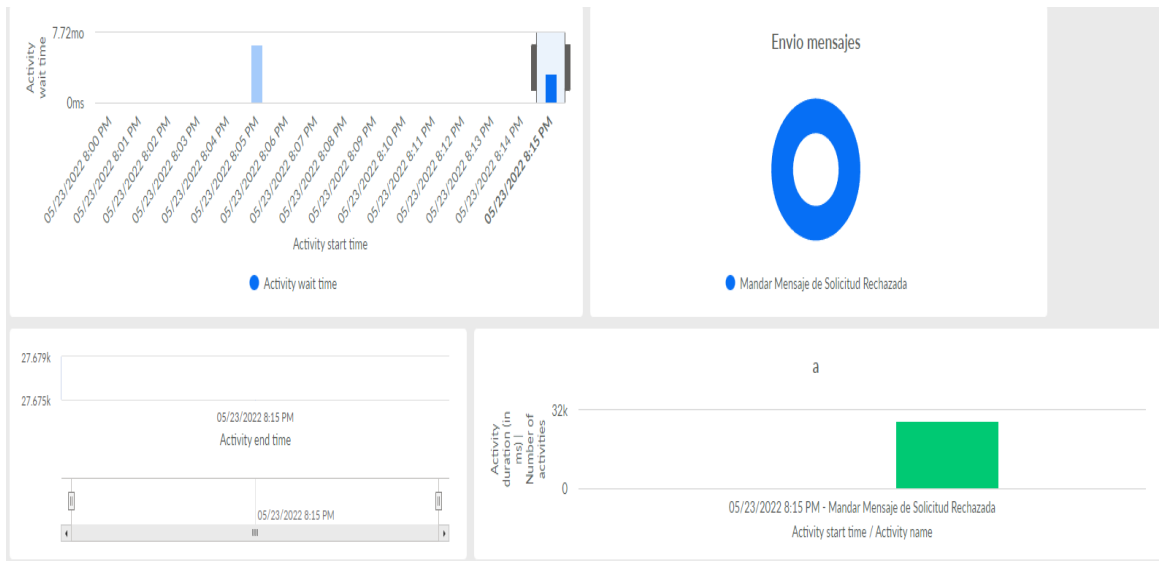 7.72mo
Activity
wait time
0ms
05/23/2022 8:00 PM
05/23/2022 8:01 PM
05/23/2022 8:02 PM
05/23/2022 8:03 PM
05/23/2022 8:04 PM
05/23/2022 8:05 PM
05/23/2022 8:06 PM
05/23/2022 8:07 PM
05/23/2022 8:08 PM
05/23/2022 8:09 PM
05/23/2022 8:10 PM
05/23/2022 8:11 PM
05/23/2022 8:12 PM
05/23/2022 8:13 PM
05/23/2022 8:14 PM
05/23/2022 8:15 PM
Activity start time
Activity wait time
Envio mensajes
Mandar Mensaje de Solicitud Rechazada
27.679k
27.675k
05/23/2022 8:15 PM
Activity end time
05/23/2022 8:15 PM
a
Activity
duration (in
ms) |
Number of
activities
32k
0
05/23/2022 8:15 PM - Mandar Mensaje de Solicitud Rechazada
Activity start time / Activity name